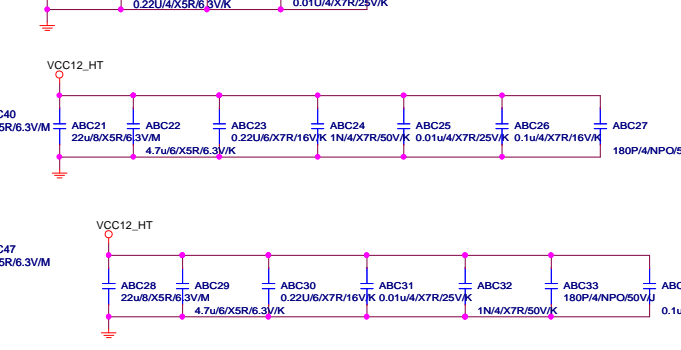 0.22U/4/X5R/6.3V/K
0.01U/4/X7R/25V/K
VCC12_HT
C40
5R/6.3V/M
ABC21
22u/8/X5R/6.3V/M
ABC22
4.7u/6/X5R/6.3V/K
ABC23
0.22U/6/X7R/16V/K
ABC24
1N/4/X7R/50V/K
ABC25
0.01u/4/X7R/25V/K
ABC26
0.1u/4/X7R/16V/K
ABC27
180P/4/NPO/5
VCC12_HT
C47
5R/6.3V/M
ABC28
22u/8/X5R/6.3V/M
ABC29
4.7u/6/X5R/6.3V/K
ABC30
0.22U/6/X7R/16V/K
ABC31
0.01u/4/X7R/25V/K
ABC32
1N/4/X7R/50V/K
ABC33
180P/4/NPO/50V/J
ABC
0.1u